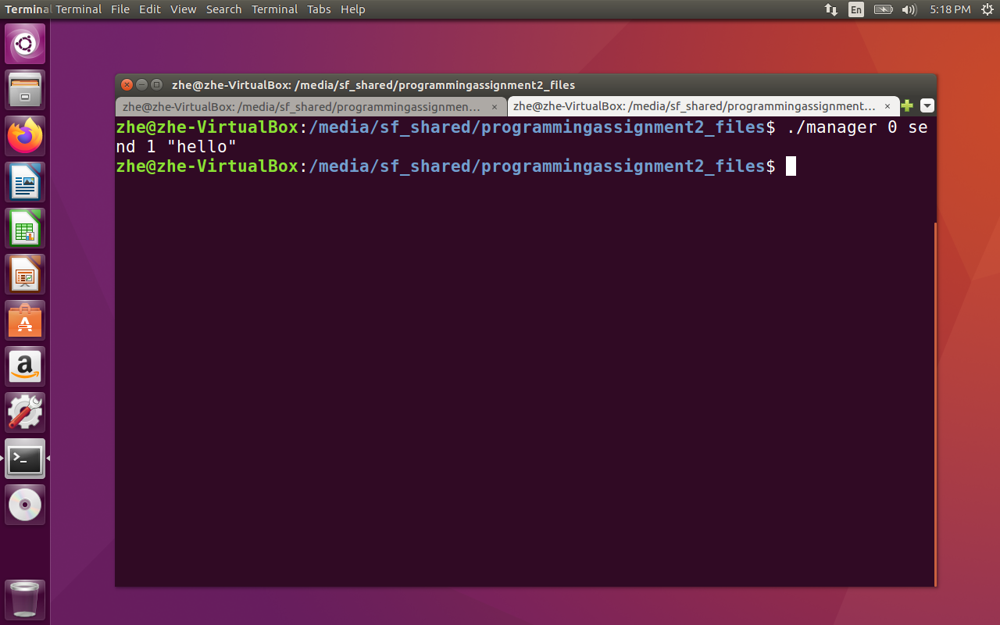 Terminal Terminal File Edit View Search Terminal Tabs Help En 5:18 PM
zhe@zhe-VirtualBox: /media/sf_shared/programmingassignment2_files
zhe@zhe-VirtualBox: /media/sf_shared/programmingassignmen… × zhe@zhe-VirtualBox: /media/sf_shared/programmingassignment… ×
zhe@zhe-VirtualBox:/media/sf_shared/programmingassignment2_files$ ./manager 0 se
nd 1 "hello"
zhe@zhe-VirtualBox:/media/sf_shared/programmingassignment2_files$